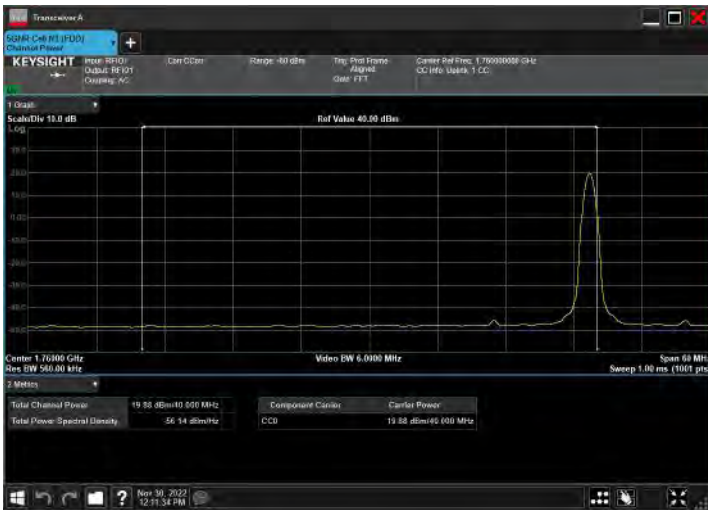 Transceiver A
5GNR Cell N1 (FDD)
Channel Power
KEYSIGHT
Input: RFIO1
Output: RFIO1
Coupling: AC
Corr CCorr
Range: -60 dBm
Trig: Prot Frame
Aligned
Gate: FFT
Carrier Ref Freq: 1.760000000 GHz
CC Info: Uplink, 1 CC
1 Graph
Scale/Div 10.0 dB
Ref Value 40.00 dBm
Log
Center 1.76000 GHz
Video BW 6.0000 MHz
Span 60 MHz
Res BW 560.00 kHz
Sweep 1.00 ms (1001 pts
2 Metrics
Total Channel Power
19.88 dBm/40.000 MHz
Total Power Spectral Density
-56.14 dBm/Hz
Component Carrier
Carrier Power
CC0
19.88 dBm/40.000 MHz
Nov 30, 2022